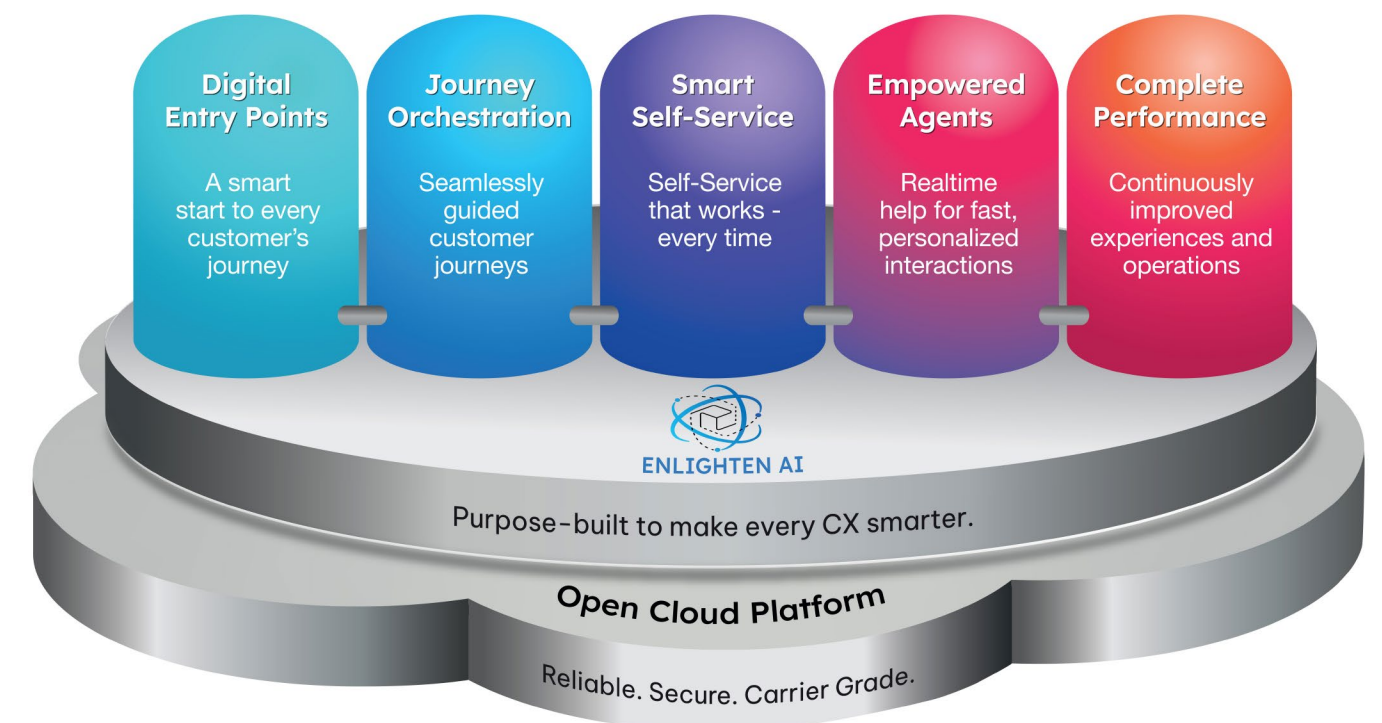 Digital
Entry Points
A smart
start to every
customer's
journey
Journey
Orchestration
Seamlessly
guided
customer
journeys
Smart
Self-Service
Self-Service
that works -
every time
Empowered
Agents
Realtime
help for fast,
personalized
interactions
Complete
Performance
Continuously
improved
experiences and
operations
ENLIGHTEN AI
Purpose-built to make every CX smarter.
Open Cloud Platform
Reliable. Secure. Carrier Grade.